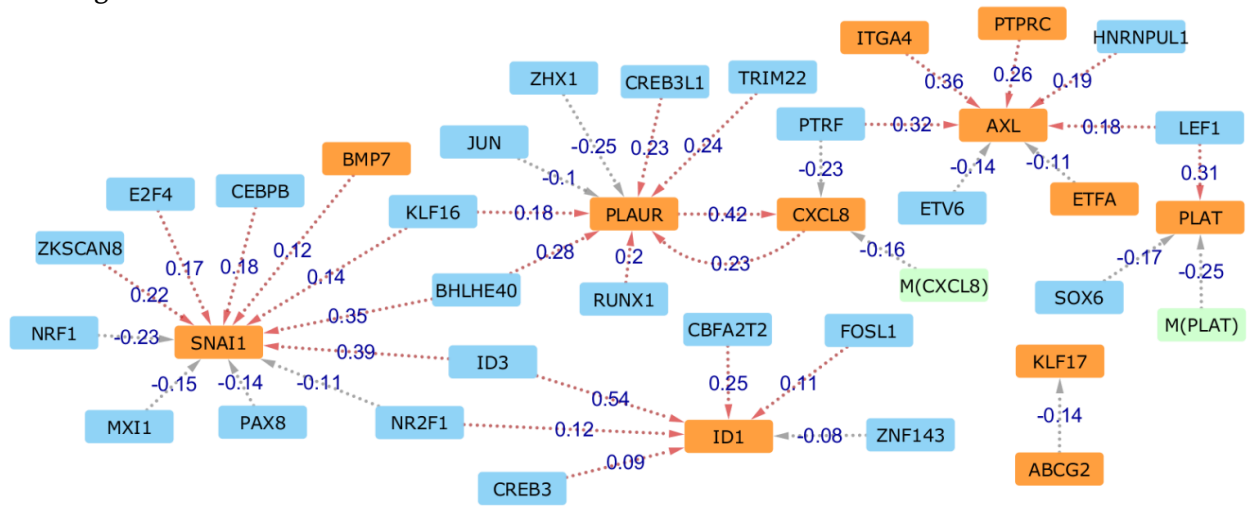 PTPRC
ITGA4
HNRNPUL1
ZHX1
CREB3L1
TRIM22
0.36
0.26
0.19
PTRF
0.32
AXL
0.18
LEF1
JUN
-0.25
0.23
0.24
BMP7
-0.1
-0.23
-0.14
-0.11
0.31
E2F4
CEBPB
KLF16
0.18
PLAUR
0.42
CXCL8
ETV6
ETFA
PLAT
ZKSCAN8
0.12
0.28
0.2
0.23
-0.16
-0.17
-0.25
0.17
0.18
0.14
0.22
BHLHE40
RUNX1
M(CXCL8)
SOX6
M(PLAT)
NRF1
-0.23
SNAI1
0.35
0.39
ID3
CBFA2T2
FOSL1
KLF17
-0.15
-0.14
-0.11
0.54
0.25
0.11
-0.14
MXI1
PAX8
NR2F1
0.12
ID1
-0.08
ZNF143
0.09
CREB3
ABCG2